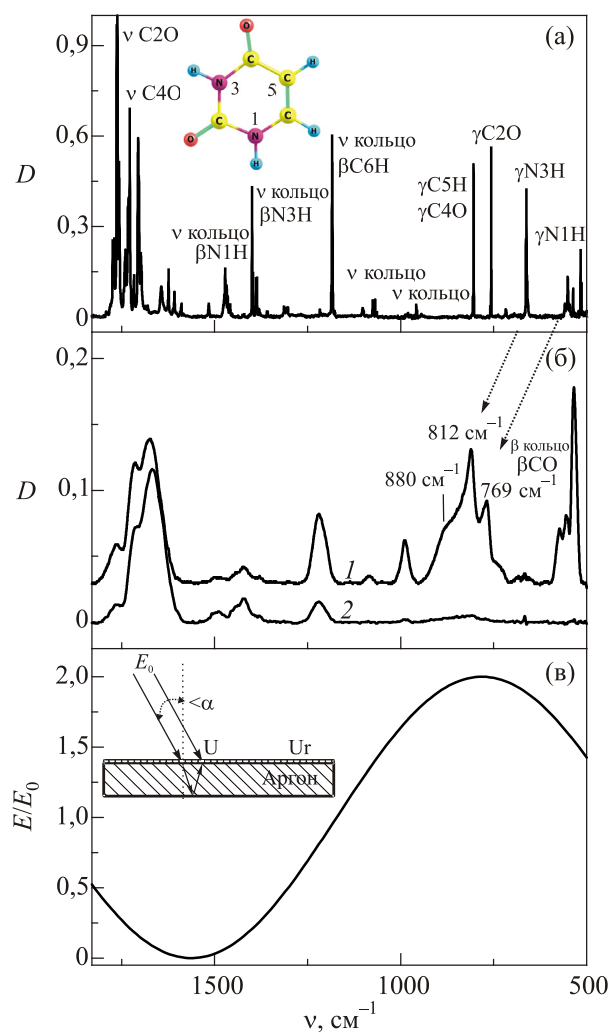 (а)
0,9
0,6
0,3
0
D
ν C2O
ν C4O
O
H
N
C
C
H
3
5
1
O
C
N
C
H
H
ν кольцо
βN1H
ν кольцо
βN3H
ν кольцо
βC6H
ν кольцо
ν кольцо
γC5H
γC4O
γC2O
γN3H
γN1H
(б)
0,2
0,1
0
D
880 см⁻¹
812 см⁻¹
769 см⁻¹
β кольцо
βCO
1
2
(в)
2,0
1,5
1,0
0,5
0
E/E₀
E₀
<α
U
Ur
Аргон
1500
1000
500
ν, см⁻¹